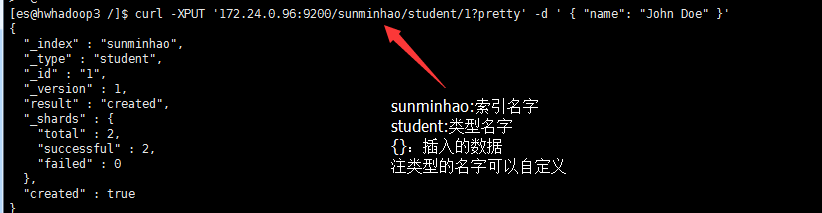 [es@hwhadoop3 /]$ curl -XPUT '172.24.0.96:9200/sunminhao/student/1?pretty' -d ' { "name": "John Doe" }'
{
"_index" : "sunminhao",
"_type" : "student",
"_id" : "1",
"_version" : 1,
"result" : "created",
"_shards" : {
"total" : 2,
"successful" : 2,
"failed" : 0
},
"created" : true
}
sunminhao:索引名字
student:类型名字
{}：插入的数据
注类型的名字可以自定义